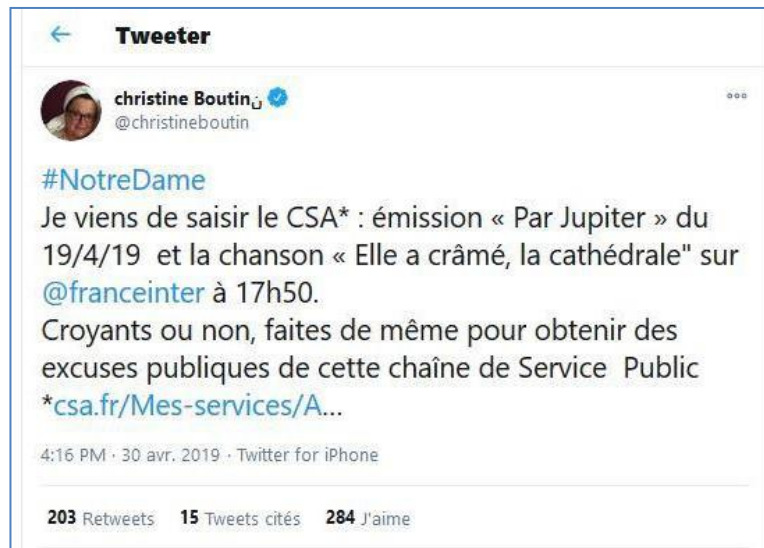 ← Tweeter
christine Boutinن
@christineboutin
#NotreDame
Je viens de saisir le CSA* : émission « Par Jupiter » du
19/4/19 et la chanson « Elle a crâmé, la cathédrale" sur
@franceinter à 17h50.
Croyants ou non, faites de même pour obtenir des
excuses publiques de cette chaîne de Service Public
*csa.fr/Mes-services/A...
4:16 PM · 30 avr. 2019 · Twitter for iPhone
203 Retweets 15 Tweets cités 284 J'aime